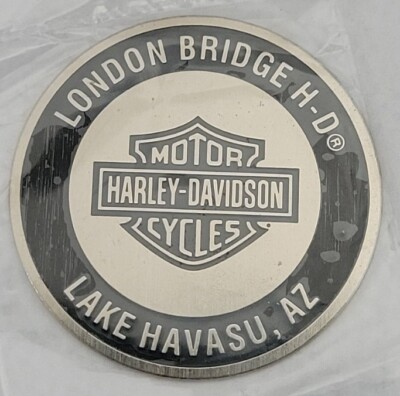 LONDON BRIDGE H-D®
MOTOR
HARLEY-DAVIDSON
CYCLES
LAKE HAVASU, AZ